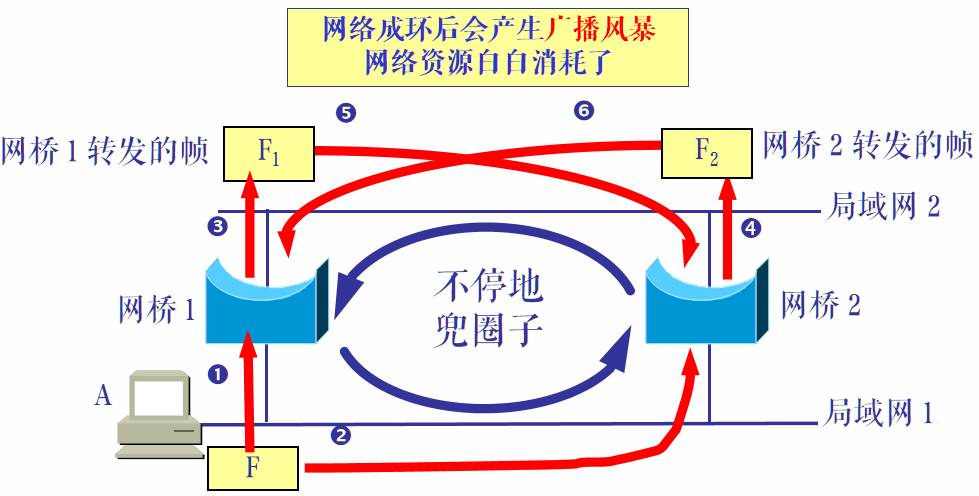 网络成环后会产生广播风暴
网络资源白白消耗了
❺
❻
网桥 1 转发的帧
F1
F2
网桥 2 转发的帧
局域网 2
❸
❹
网桥 1
不停地
兜圈子
网桥 2
❶
A
局域网 1
❷
F